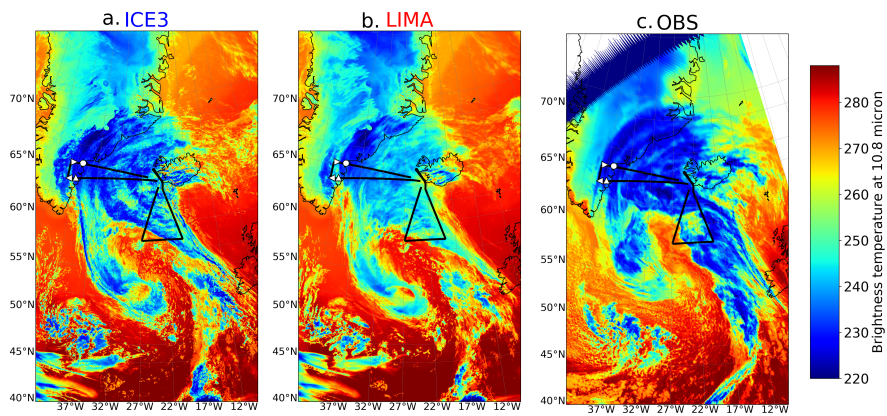 a. ICE3
b. LIMA
c. OBS
70°N
65°N
60°N
55°N
50°N
45°N
40°N
37°W 32°W 27°W 22°W 17°W 12°W
70°N
65°N
60°N
55°N
50°N
45°N
40°N
37°W 32°W 27°W 22°W 17°W 12°W
70°N
65°N
60°N
55°N
50°N
45°N
40°N
37°W 32°W 27°W 22°W 17°W 12°W
280
270
260
250
240
230
220
Brightness temperature at 10.8 micron